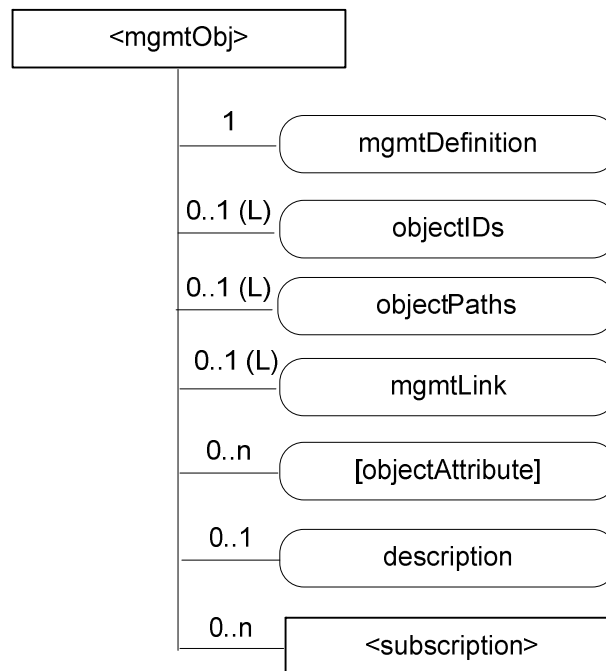 <mgmtObj>
1
mgmtDefinition
0..1 (L)
objectIDs
0..1 (L)
objectPaths
0..1 (L)
mgmtLink
0..n
[objectAttribute]
0..1
description
0..n
<subscription>